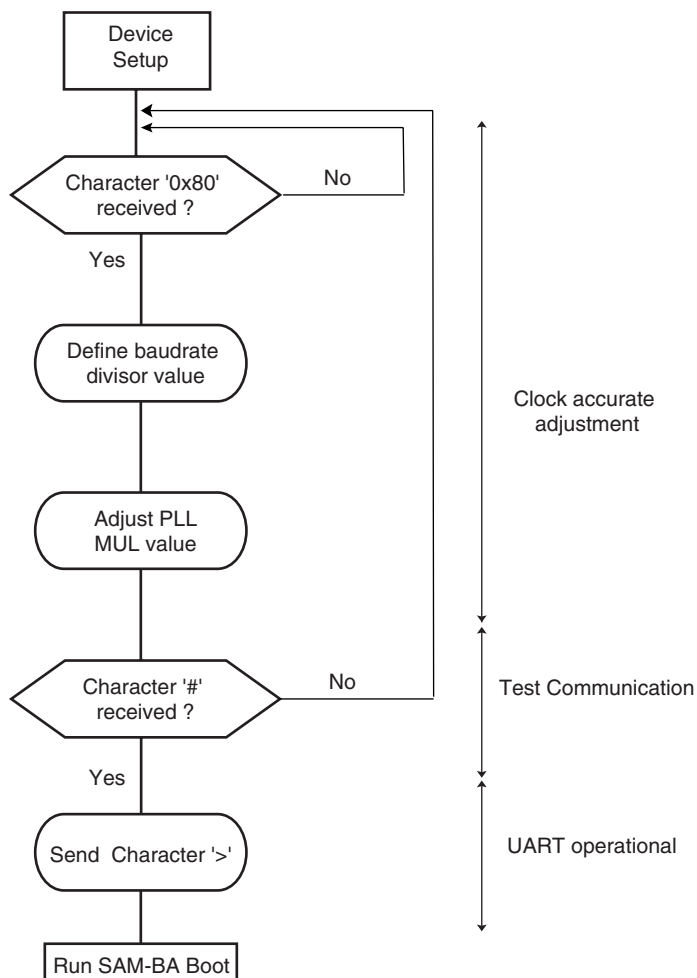 Device
Setup
Character '0x80'
received ?
No
Yes
Define baudrate
divisor value
Clock accurate
adjustment
Adjust PLL
MUL value
Character '#'
received ?
No
Test Communication
Yes
Send Character '>'
UART operational
Run SAM-BA Boot